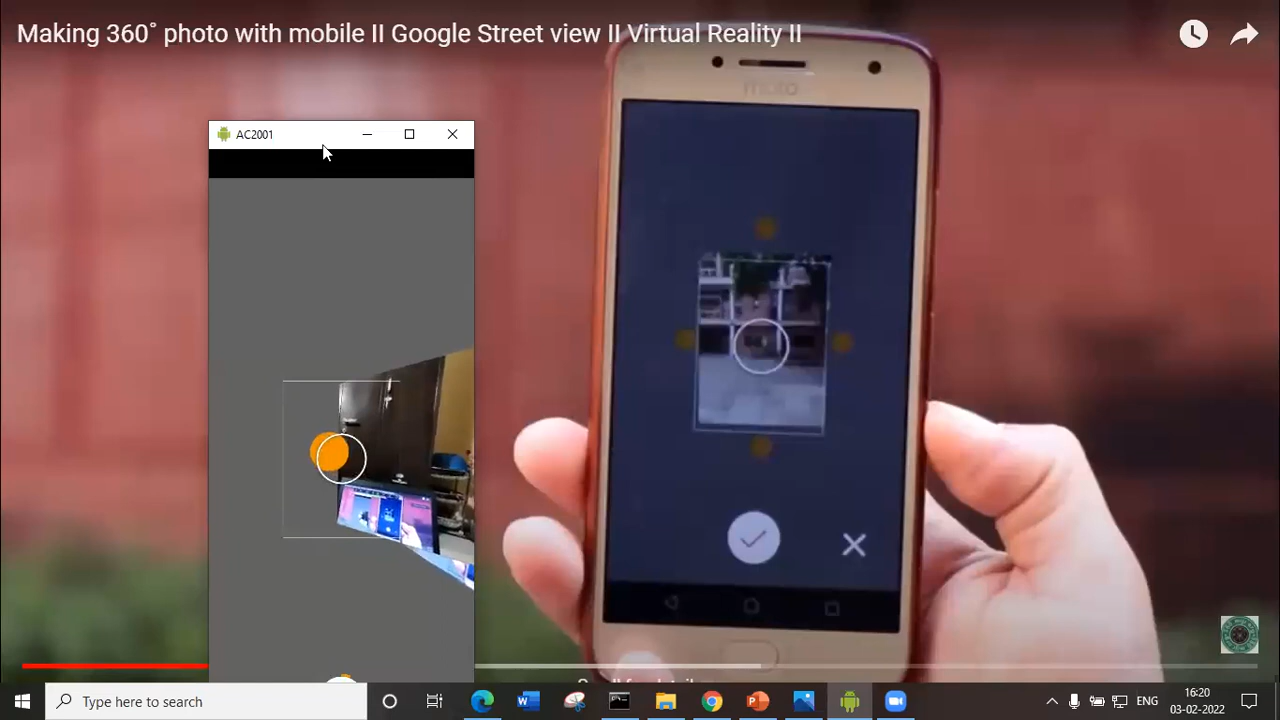 Making 360° photo with mobile II Google Street view II Virtual Reality II
moto
AC2001
Type here to search
ENG
16:20
03-02-2022